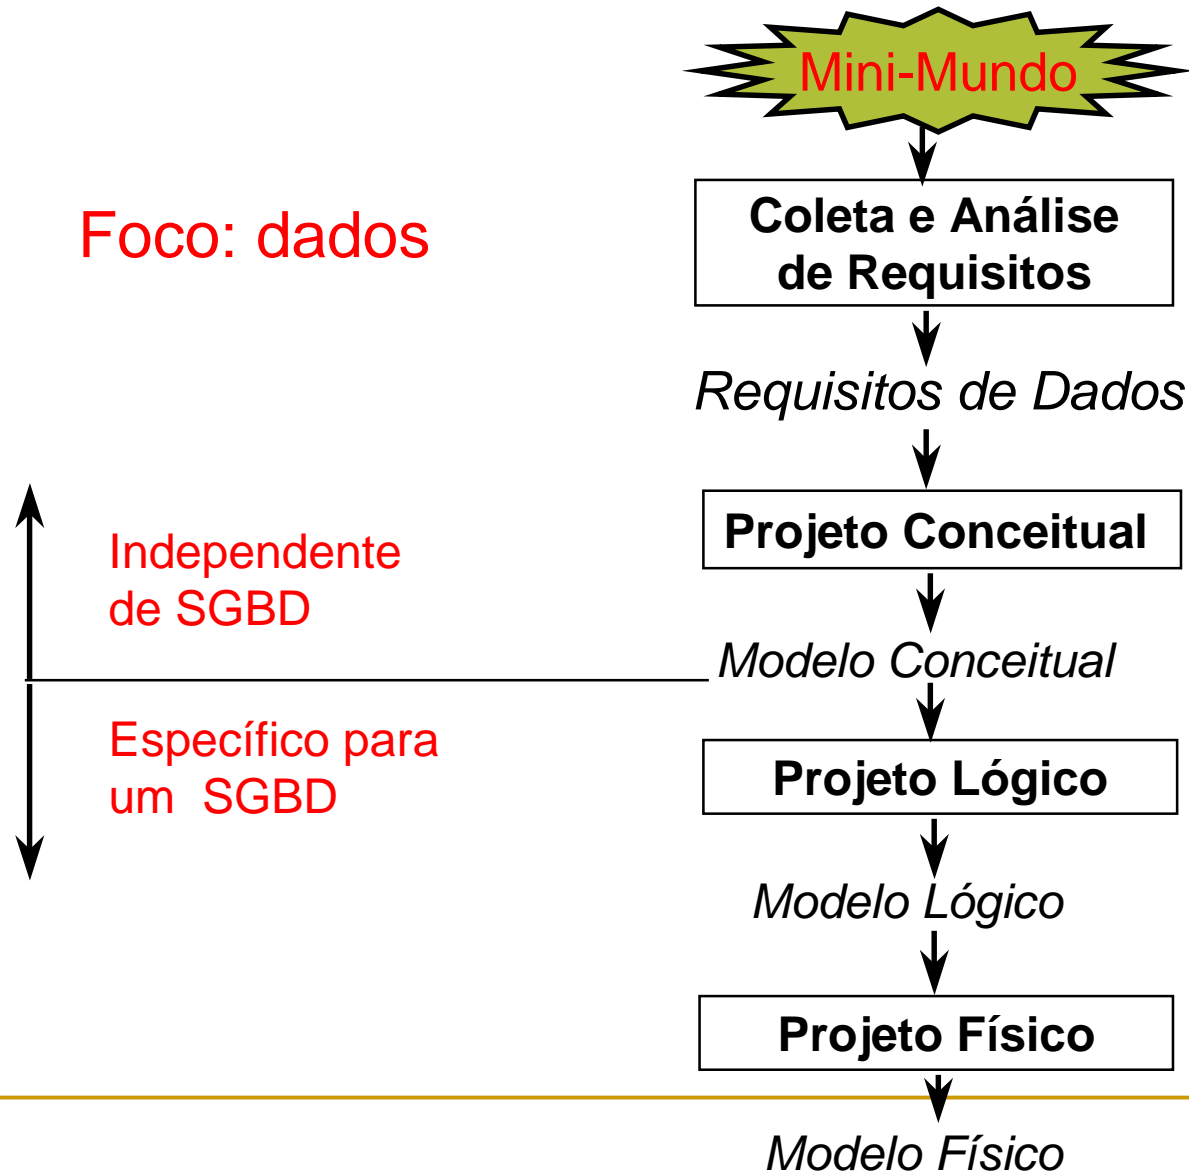 Mini-Mundo
Foco: dados
Coleta e Análise
de Requisitos
Requisitos de Dados
Projeto Conceitual
Independente
de SGBD
Modelo Conceitual
Específico para
um SGBD
Projeto Lógico
Modelo Lógico
Projeto Físico
Modelo Físico